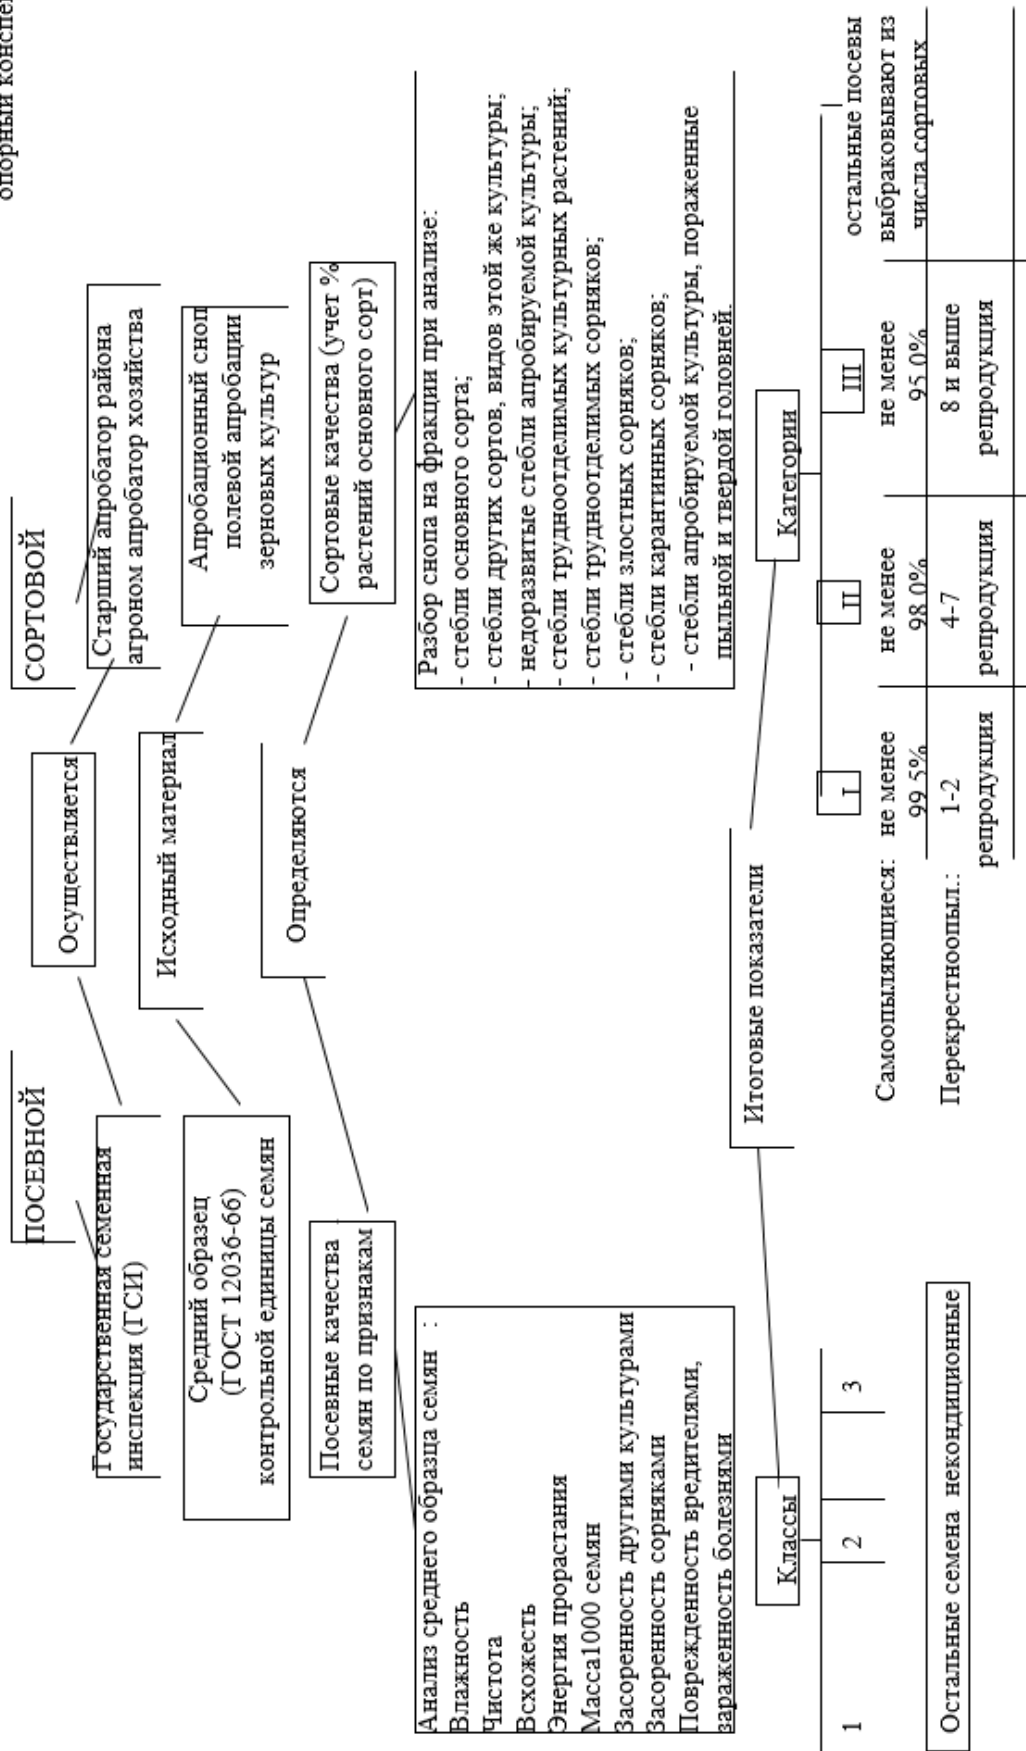 опорный конспе
ПОСЕВНОЙ
СОРТОВОЙ
Осуществляется
Государственная семенная
инспекция (ГСИ)
Старший апробатор района
агроном апробатор хозяйства
Исходный материал
Средний образец
(ГОСТ 12036-66)
контрольной единицы семян
Апробационный сноп
полевой апробации
зерновых культур
Определяются
Посевные качества
семян по признакам
Сортовые качества (учет %
растений основного сорт)
Анализ среднего образца семян :
Влажность
Чистота
Всхожесть
Энергия прорастания
Масса1000 семян
Засоренность другими культурами
Засоренность сорняками
Поврежденность вредителями,
зараженность болезнями
Разбор снопа на фракции при анализе:
- стебли основного сорта;
- стебли других сортов, видов этой же культуры;
- недоразвитые стебли апробируемой культуры;
- стебли трудноотделимых культурных растений;
- стебли трудноотделимых сорняков;
- стебли злостных сорняков;
- стебли карантинных сорняков;
- стебли апробируемой культуры, пораженные
пыльной и твердой головней.
Итоговые показатели
Классы
Категории
1 2 3
I II III
остальные посевы
выбраковывают из
числа сортовых
Самоопыляющиеся: не менее не менее не менее
99 5% 98 0% 95 0%
Остальные семена некондиционные
Перекрестноопыл.: 1-2 4-7 8 и выше
репродукция репродукция репродукция